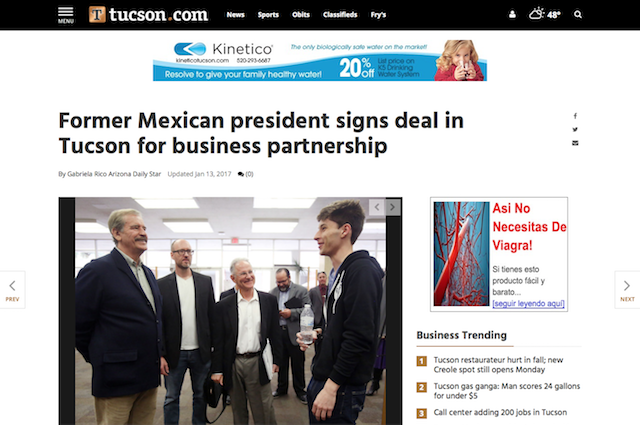 MENU
T tucson.com
News Sports Obits Classifieds Fry's
48°
Kinetico
kineticotucson.com 520-293-6687
The only biologically safe water on the market!
Resolve to give your family healthy water!
20% off
List price on
K5 Drinking
Water System
Former Mexican president signs deal in
Tucson for business partnership
By Gabriela Rico Arizona Daily Star Updated Jan 13, 2017 (0)
PREV
NEXT
Asi No
Necesitas De
Viagra!
Si tienes esto
producto fácil y
barato...
[seguir leyendo aquí]
Business Trending
1 Tucson restaurateur hurt in fall; new
Creole spot still opens Monday
2 Tucson gas ganga: Man scores 24 gallons
for under $5
3 Call center adding 200 jobs in Tucson